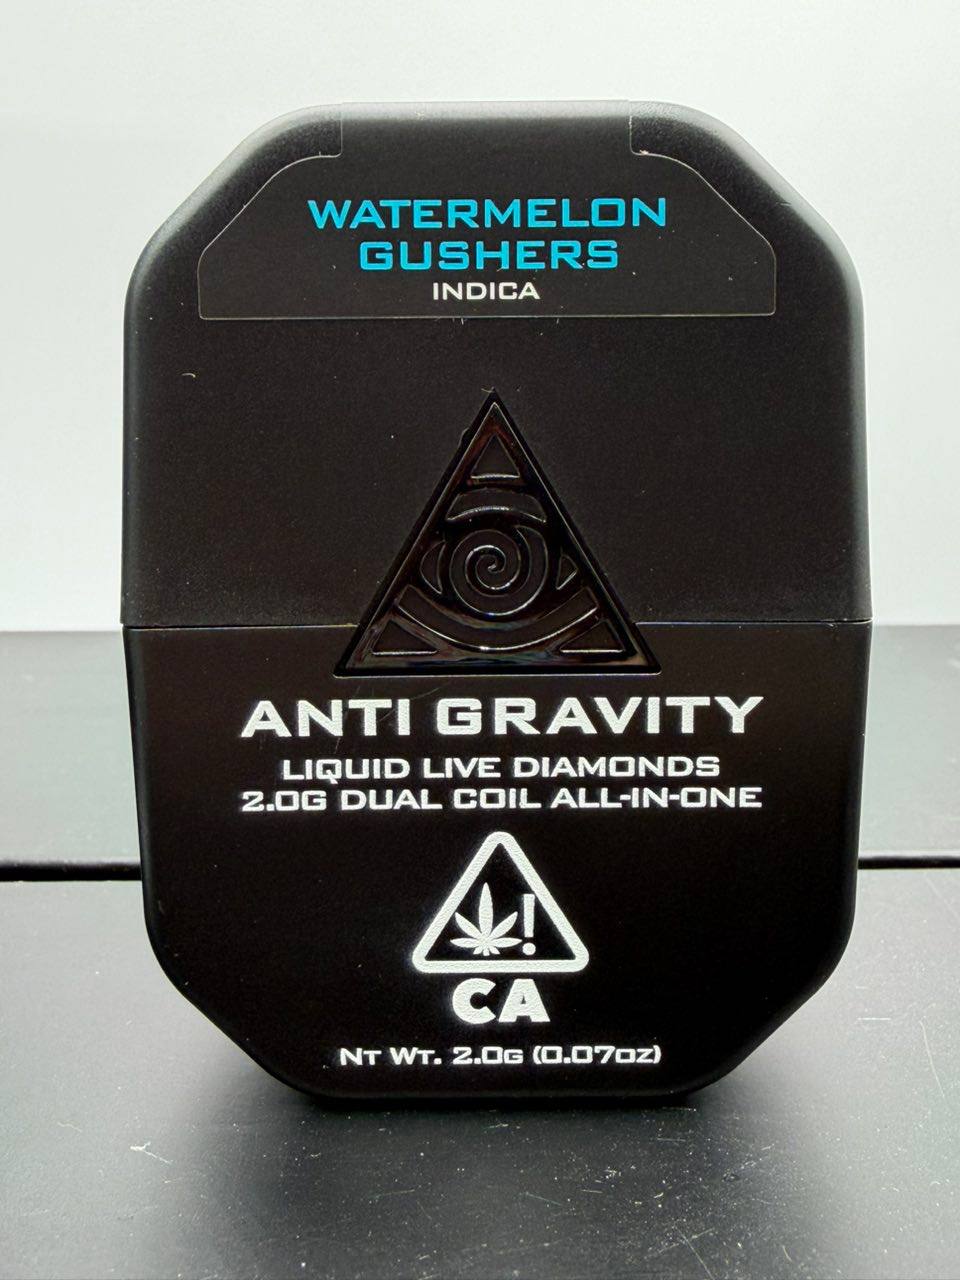 WATERMELON
GUSHERS
INDICA
ANTI GRAVITY
LIQUID LIVE DIAMONDS
2.0G DUAL COIL ALL-IN-ONE
!
CA
NT WT. 2.0G (0.07OZ)